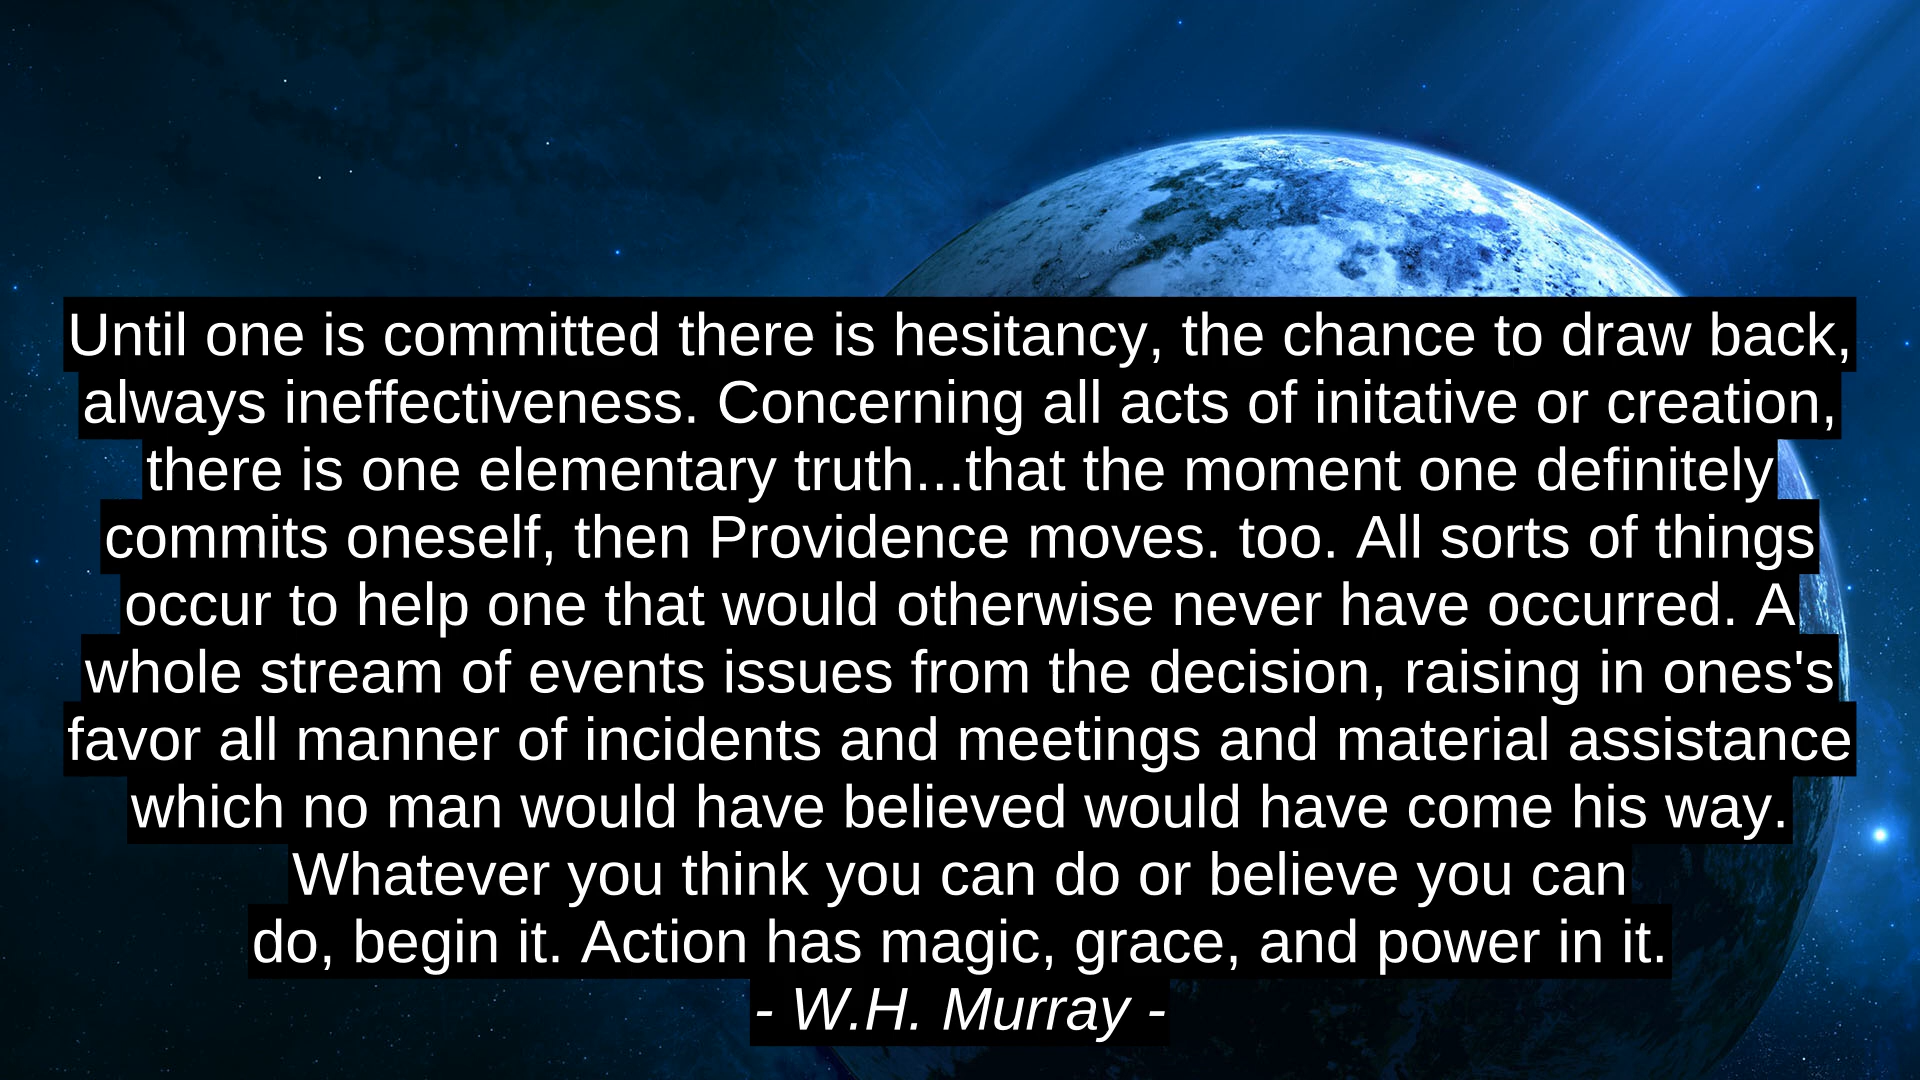 Until one is committed there is hesitancy, the chance to draw back,
always ineffectiveness. Concerning all acts of initative or creation,
there is one elementary truth...that the moment one definitely
commits oneself, then Providence moves. too. All sorts of things
occur to help one that would otherwise never have occurred. A
whole stream of events issues from the decision, raising in ones's
favor all manner of incidents and meetings and material assistance
which no man would have believed would have come his way.
Whatever you think you can do or believe you can
do, begin it. Action has magic, grace, and power in it.
- W.H. Murray -